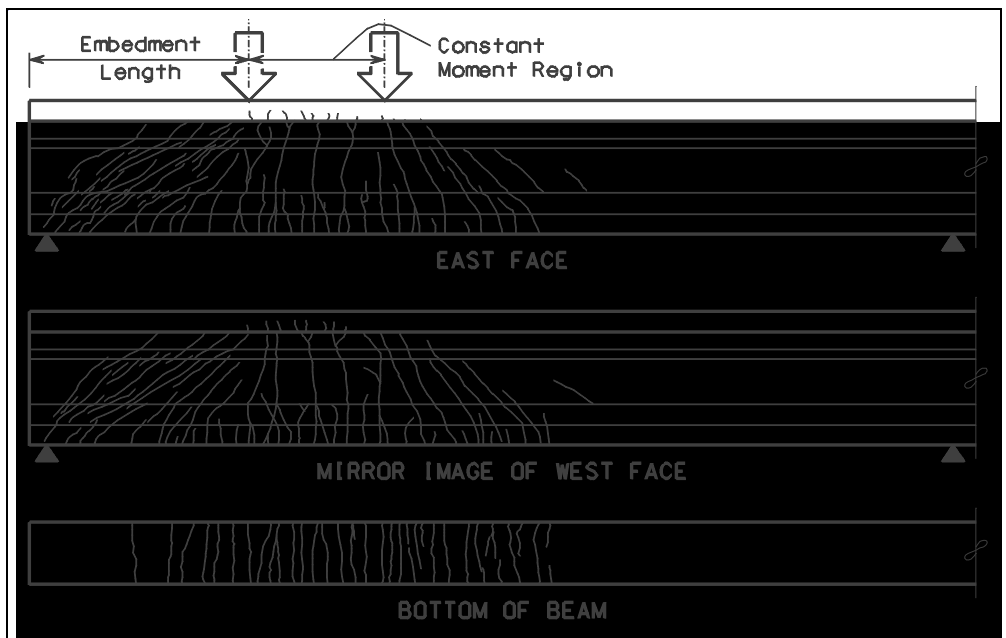 Embedment
Length
Constant
Moment Region
EAST FACE
MIRROR IMAGE OF WEST FACE
BOTTOM OF BEAM